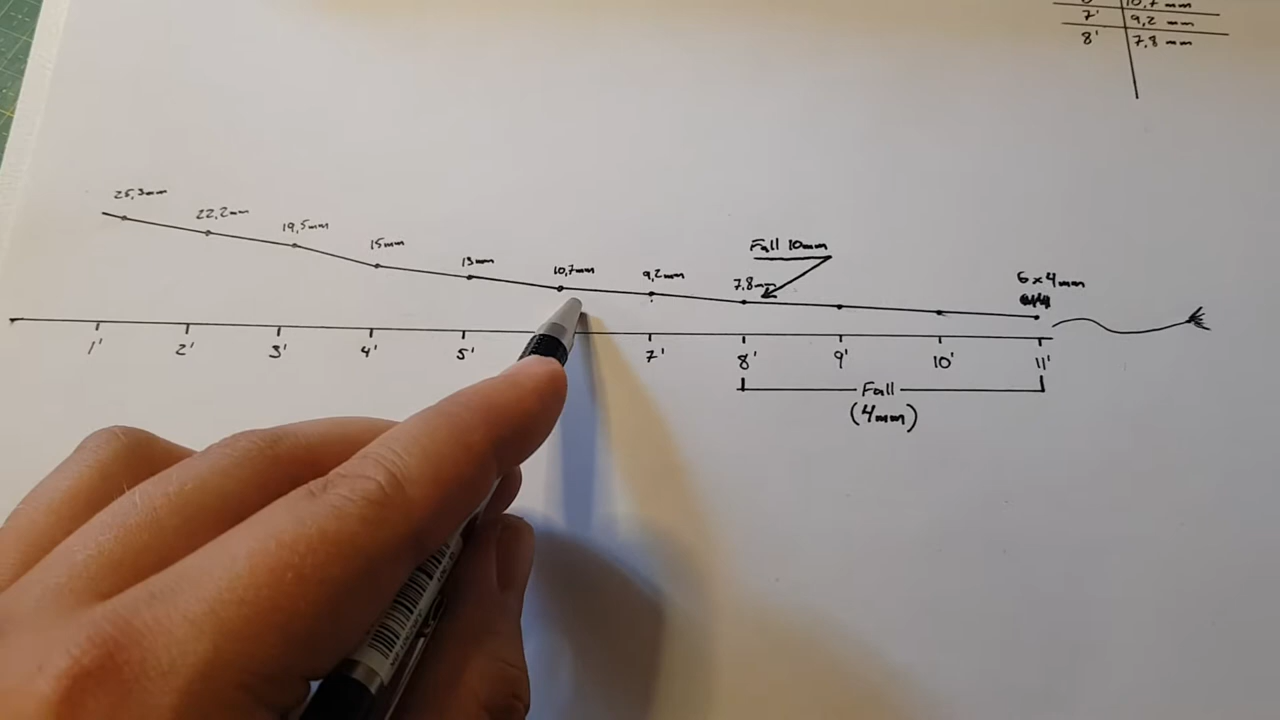 10,7 mm
7' 9,2 mm
8' 7,8 mm
25,3mm
22,2mm
19,5mm
15mm
13mm
10,7mm
9,2mm
7,8mm
Fall 10mm
6x4mm
1' 2' 3' 4' 5' 7' 8' 9' 10' 11'
Fall
(4mm)